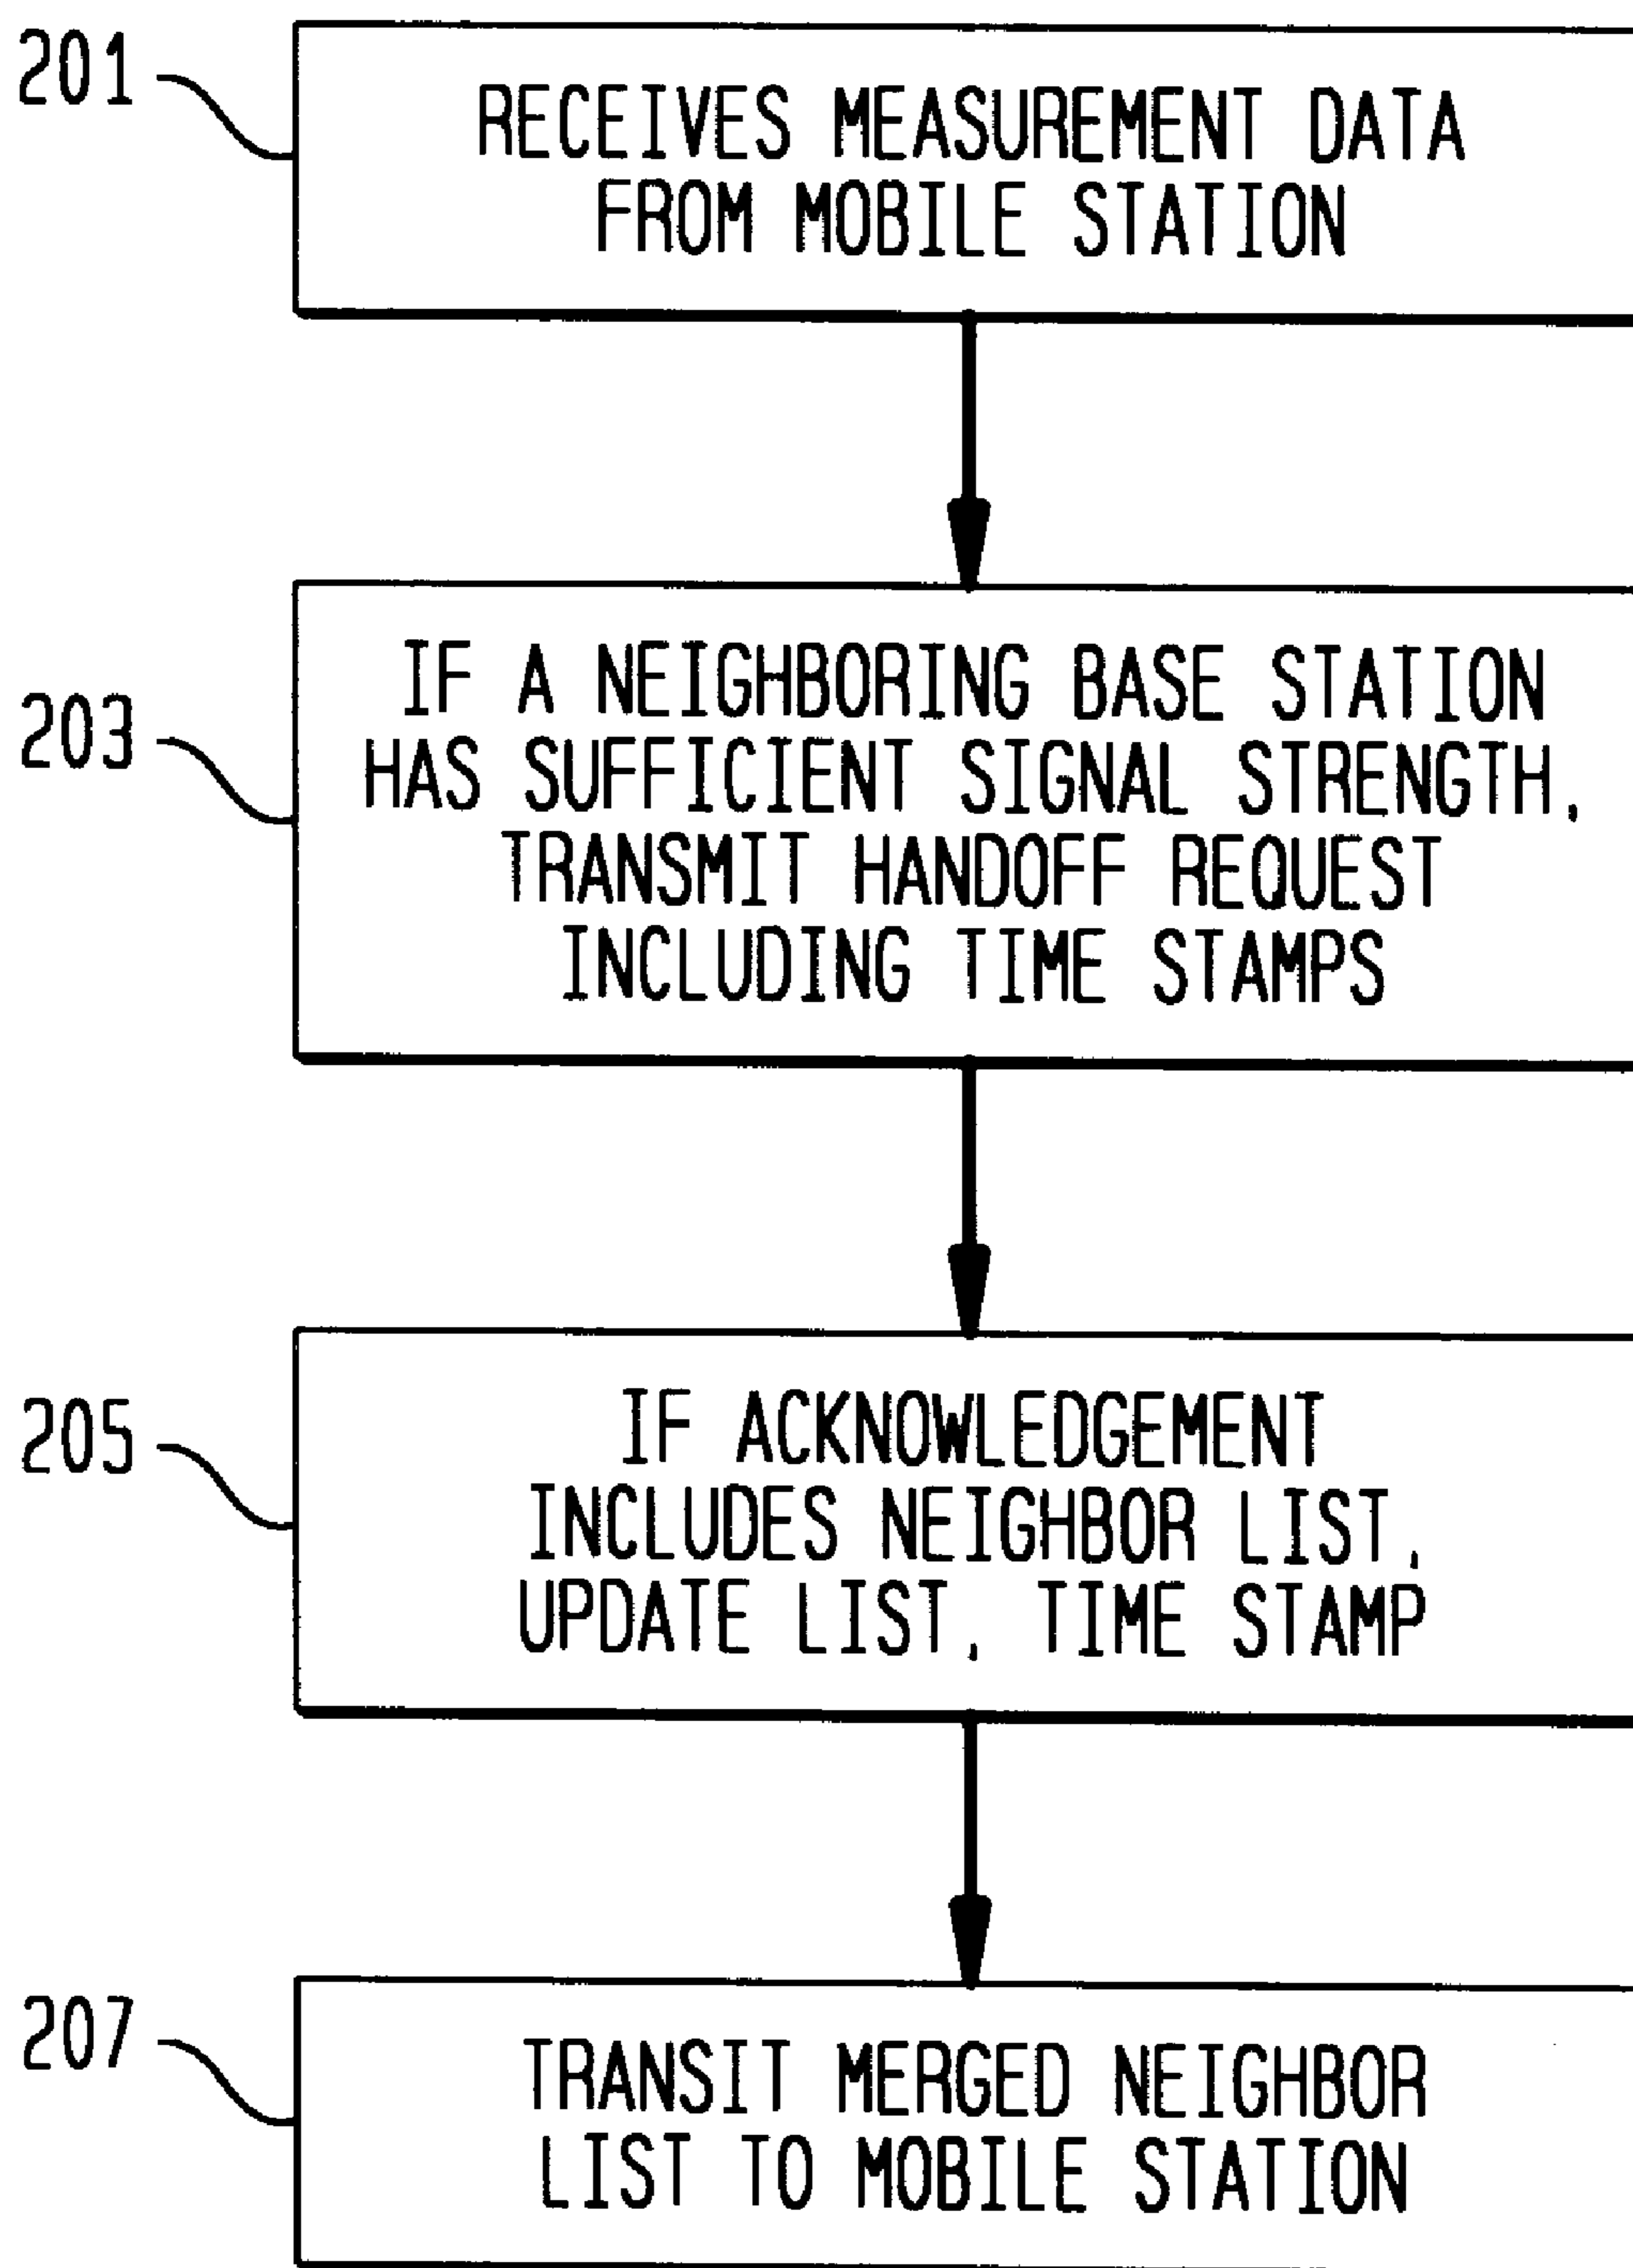 201
RECEIVES MEASUREMENT DATA
FROM MOBILE STATION
203
IF A NEIGHBORING BASE STATION
HAS SUFFICIENT SIGNAL STRENGTH,
TRANSMIT HANDOFF REQUEST
INCLUDING TIME STAMPS
205
IF ACKNOWLEDGEMENT
INCLUDES NEIGHBOR LIST,
UPDATE LIST, TIME STAMP
207
TRANSIT MERGED NEIGHBOR
LIST TO MOBILE STATION